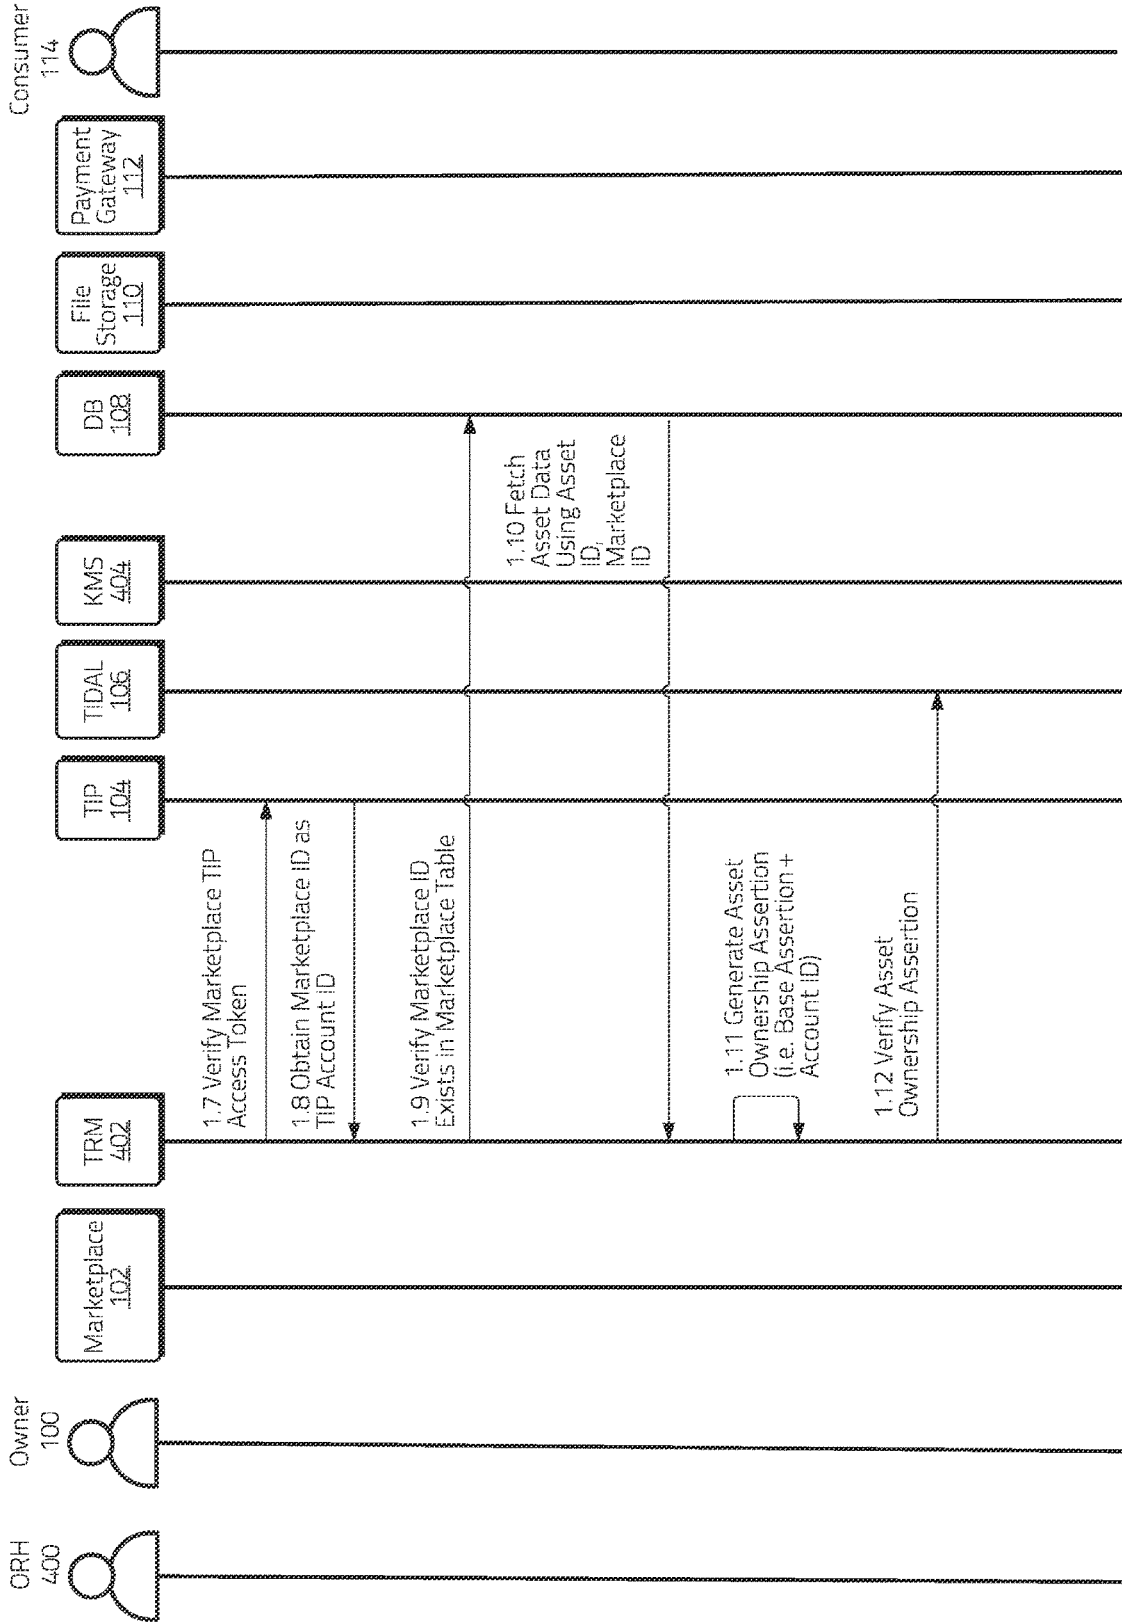 ORH
400
Owner
100
Marketplace
102
TRM
402
TIP
104
TIDAL
106
KMS
404
DB
108
File
Storage
110
Payment
Gateway
112
Consumer
114
1.7 Verify Marketplace TIP
Access Token
1.8 Obtain Marketplace ID as
TIP Account ID
1.9 Verify Marketplace ID
Exists in Marketplace Table
1.10 Fetch
Asset Data
Using Asset
ID,
Marketplace
ID
1.11 Generate Asset
Ownership Assertion
(i.e. Base Assertion +
Account ID)
1.12 Verify Asset
Ownership Assertion